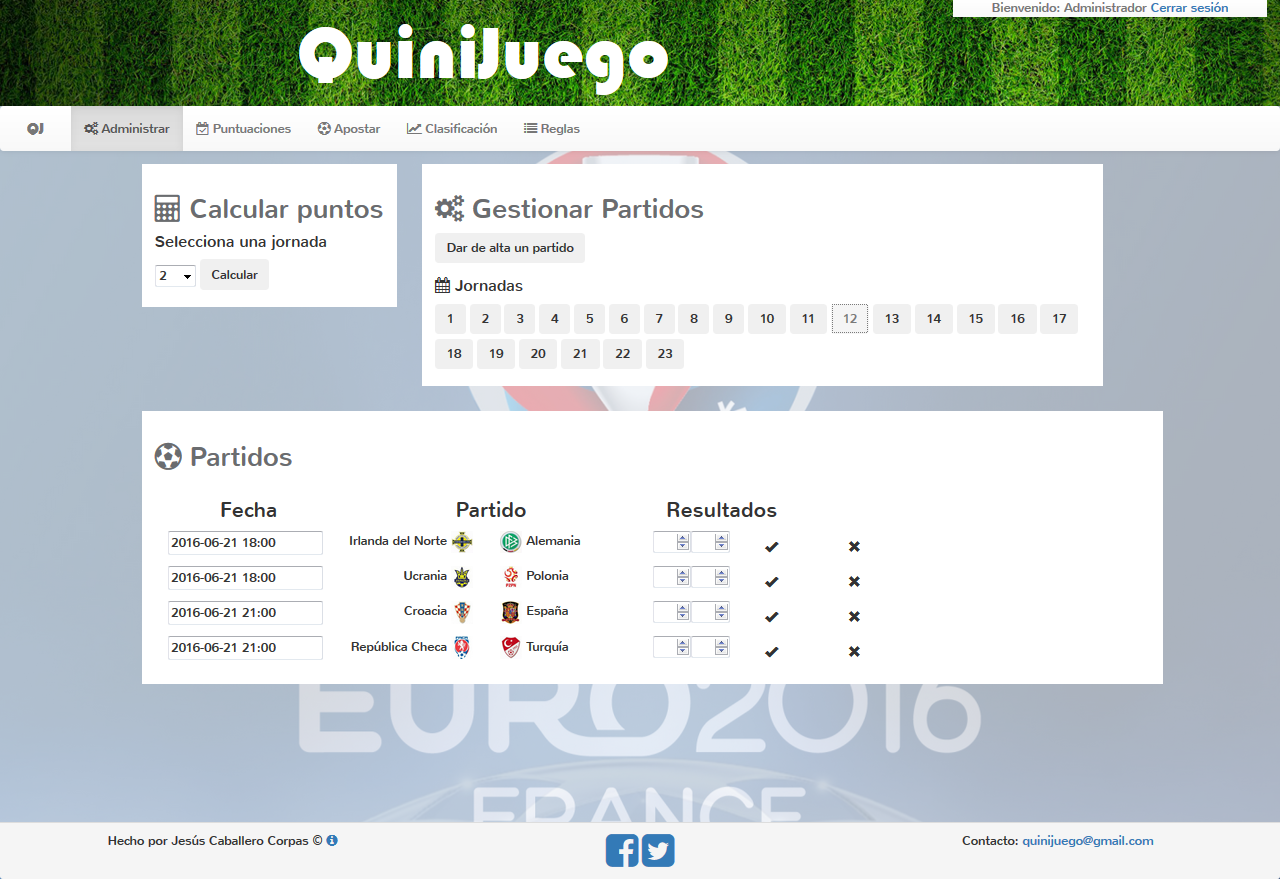 Bienvenido: Administrador Cerrar sesión
QuiniJuego
QJ Administrar Puntuaciones Apostar Clasificación Reglas
Calcular puntos
Selecciona una jornada
2 Calcular
Gestionar Partidos
Dar de alta un partido
Jornadas
1 2 3 4 5 6 7 8 9 10 11 12 13 14 15 16 17
18 19 20 21 22 23
Partidos
Fecha Partido Resultados
2016-06-21 18:00 Irlanda del Norte Alemania
2016-06-21 18:00 Ucrania Polonia
2016-06-21 21:00 Croacia España
2016-06-21 21:00 República Checa Turquía
EURO2016
FRANCE
Hecho por Jesús Caballero Corpas © Contacto: quinijuego@gmail.com